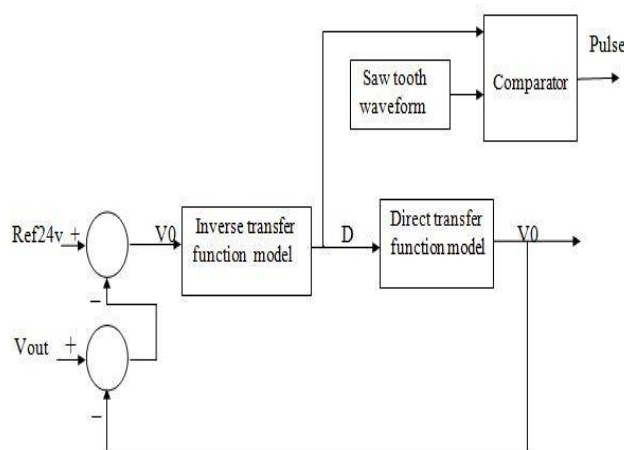 Pulse
Saw tooth
waveform
Comparator
Ref24v +
V0
Inverse transfer
function model
D
Direct transfer
function model
V0
−
Vout +
−